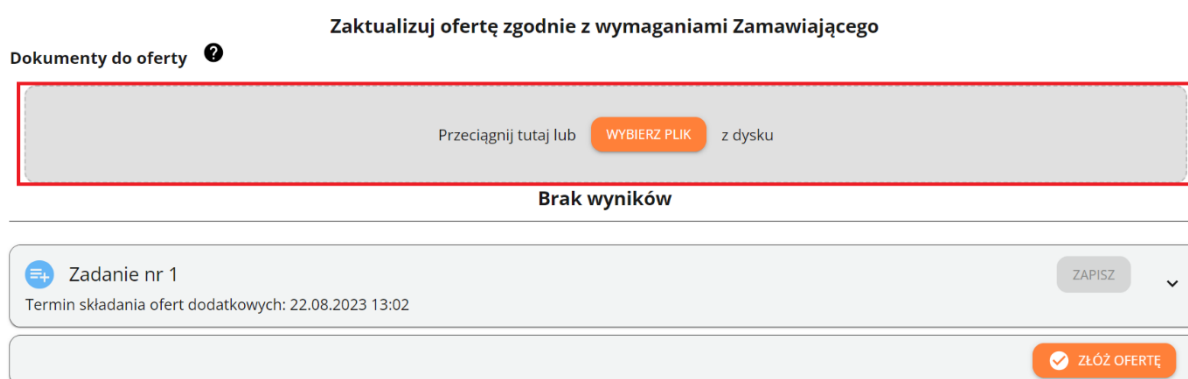 Zaktualizuj ofertę zgodnie z wymaganiami Zamawiającego
Dokumenty do oferty ?
Przeciągnij tutaj lub WYBIERZ PLIK z dysku
Brak wyników
Zadanie nr 1 ZAPISZ
Termin składania ofert dodatkowych: 22.08.2023 13:02
ZŁÓŻ OFERTĘ